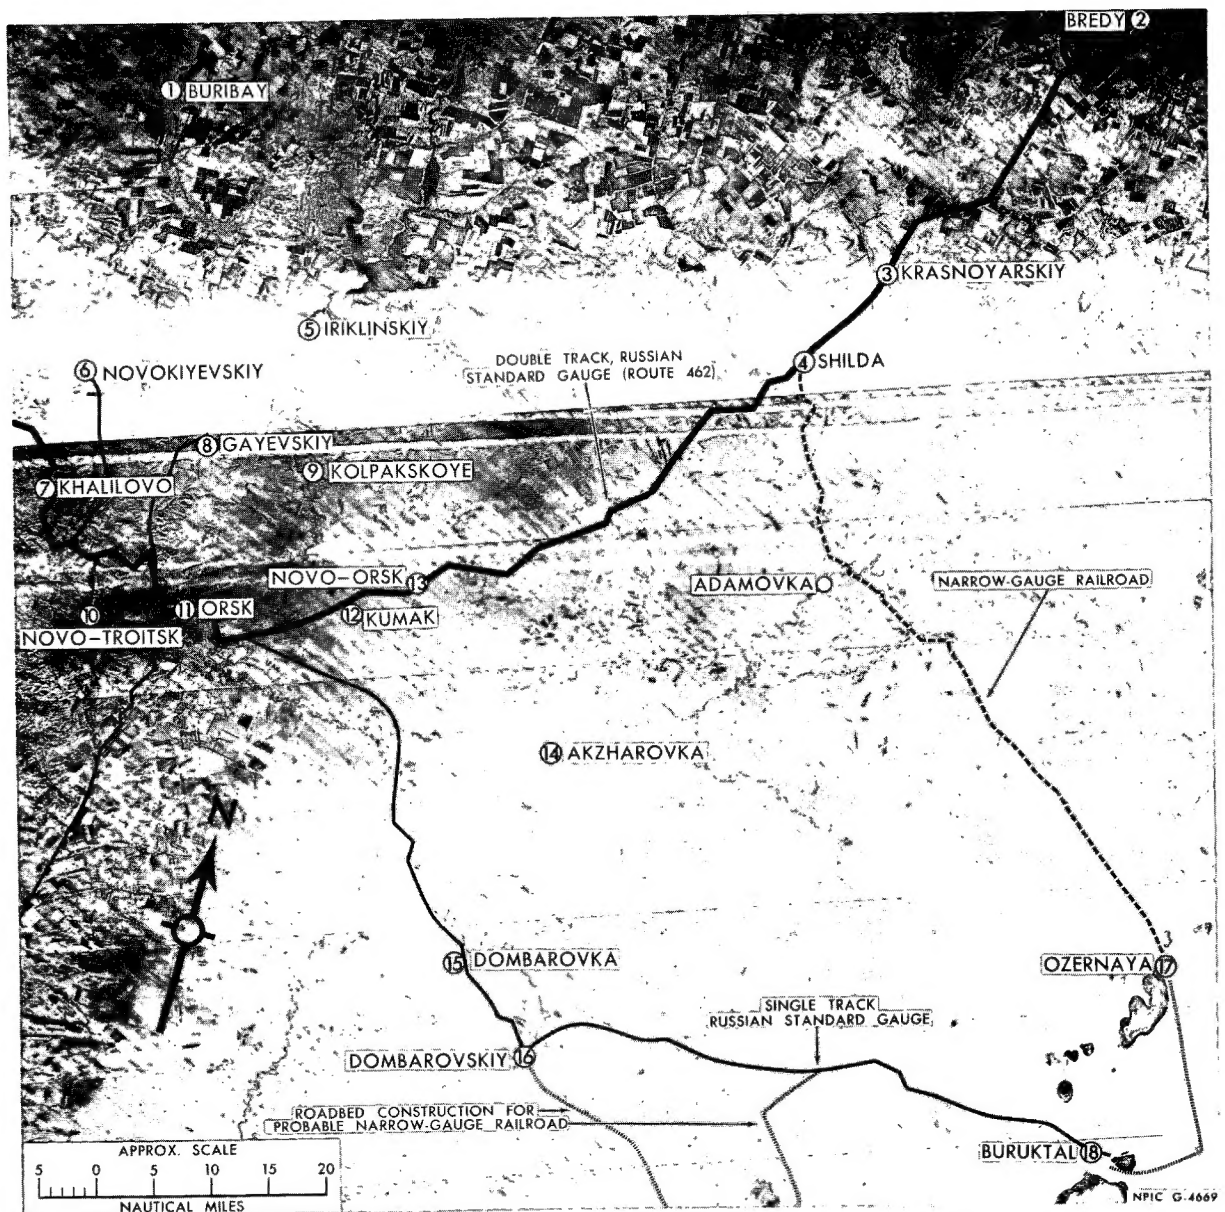 BREDY 2
1 BURIBAY
3 KRASNOYARSKIY
5 IRIKLINSKIY
DOUBLE TRACK, RUSSIAN
STANDARD GAUGE (ROUTE 462)
4 SHILDA
6 NOVOKIYEVSKIY
8 GAYEVSKIY
9 KOLPAKSKOYE
7 KHALILOVO
NOVO-ORSK 13
ADAMOVKA
NARROW-GAUGE RAILROAD
10
NOVO-TROITSK
11 ORSK
12 KUMAK
14 AKZHAROVKA
N
15 DOMBAROVKA
OZERNAYA 17
SINGLE TRACK
RUSSIAN STANDARD GAUGE
DOMBAROVSKIY 16
ROADBED CONSTRUCTION FOR
PROBABLE NARROW-GAUGE RAILROAD
BURUKTAL 18
APPROX. SCALE
5 0 5 10 15 20
NAUTICAL MILES
NPIC G-4669